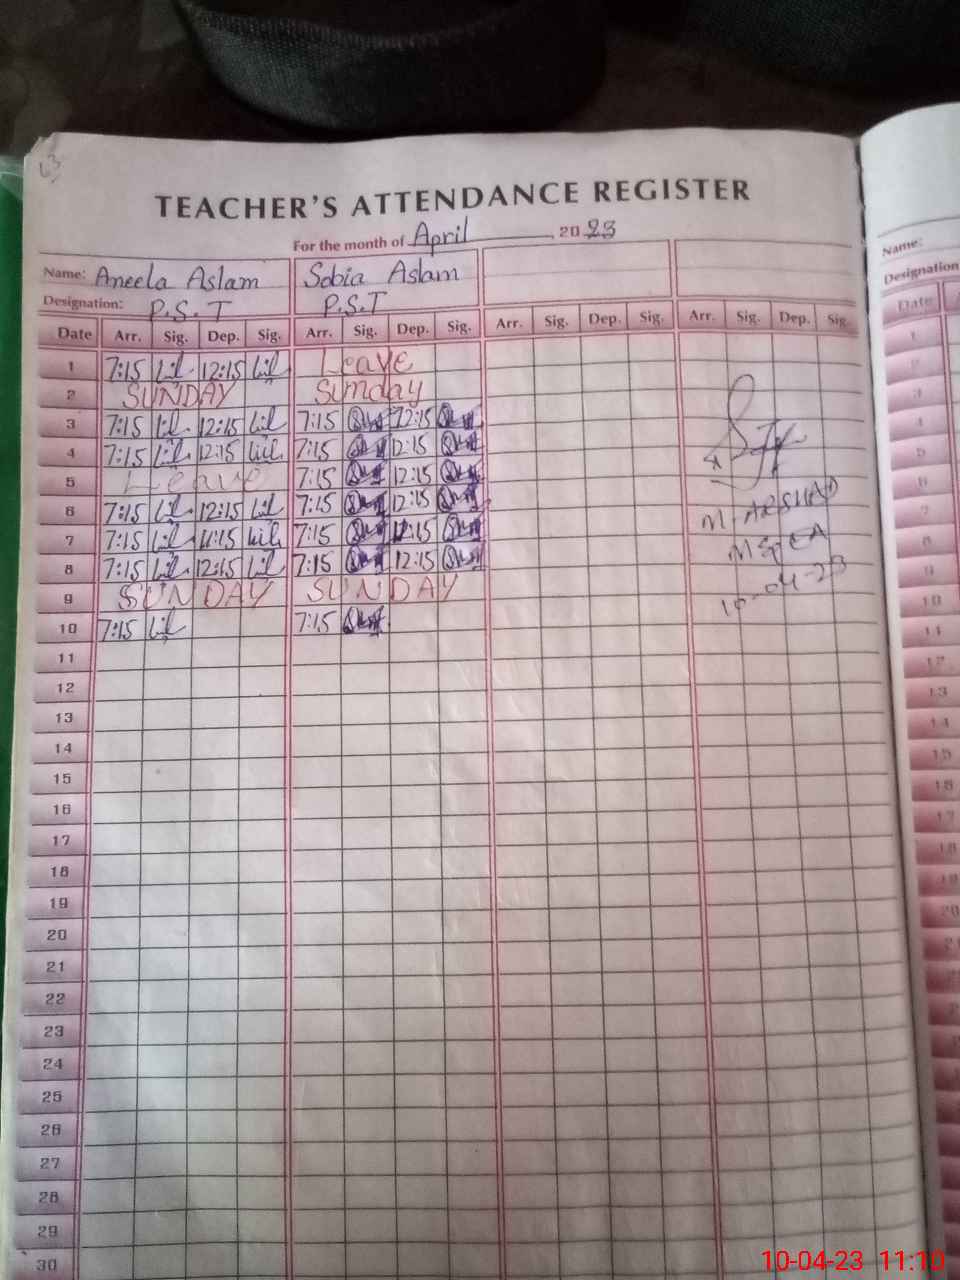 63
TEACHER'S ATTENDANCE REGISTER
For the month of April 2023
Name: Aneela Aslam Sobia Aslam
Designation: P.S.T P.S.T
Date Arr. Sig. Dep. Sig. Arr. Sig. Dep. Sig. Arr. Sig. Dep. Sig. Arr. Sig. Dep. Sig.
1 7:15 12:15 Leave
2 SUNDAY Sunday
3 7:15 12:15 7:15 12:15
4 7:15 12:15 7:15 12:15
5 Leave 7:15 12:15
6 7:15 12:15 7:15 12:15
7 7:15 11:15 7:15 12:15
8 7:15 12:15 7:15 12:15
9 SUNDAY SUNDAY
10 7:15 7:15
11
12
13
14
15
16
17
18
19
20
21
22
23
24
25
26
27
28
29
30
M. ARSHAD
MEA
10-04-23
Name:
Designation
Date
10-04-23 11:10